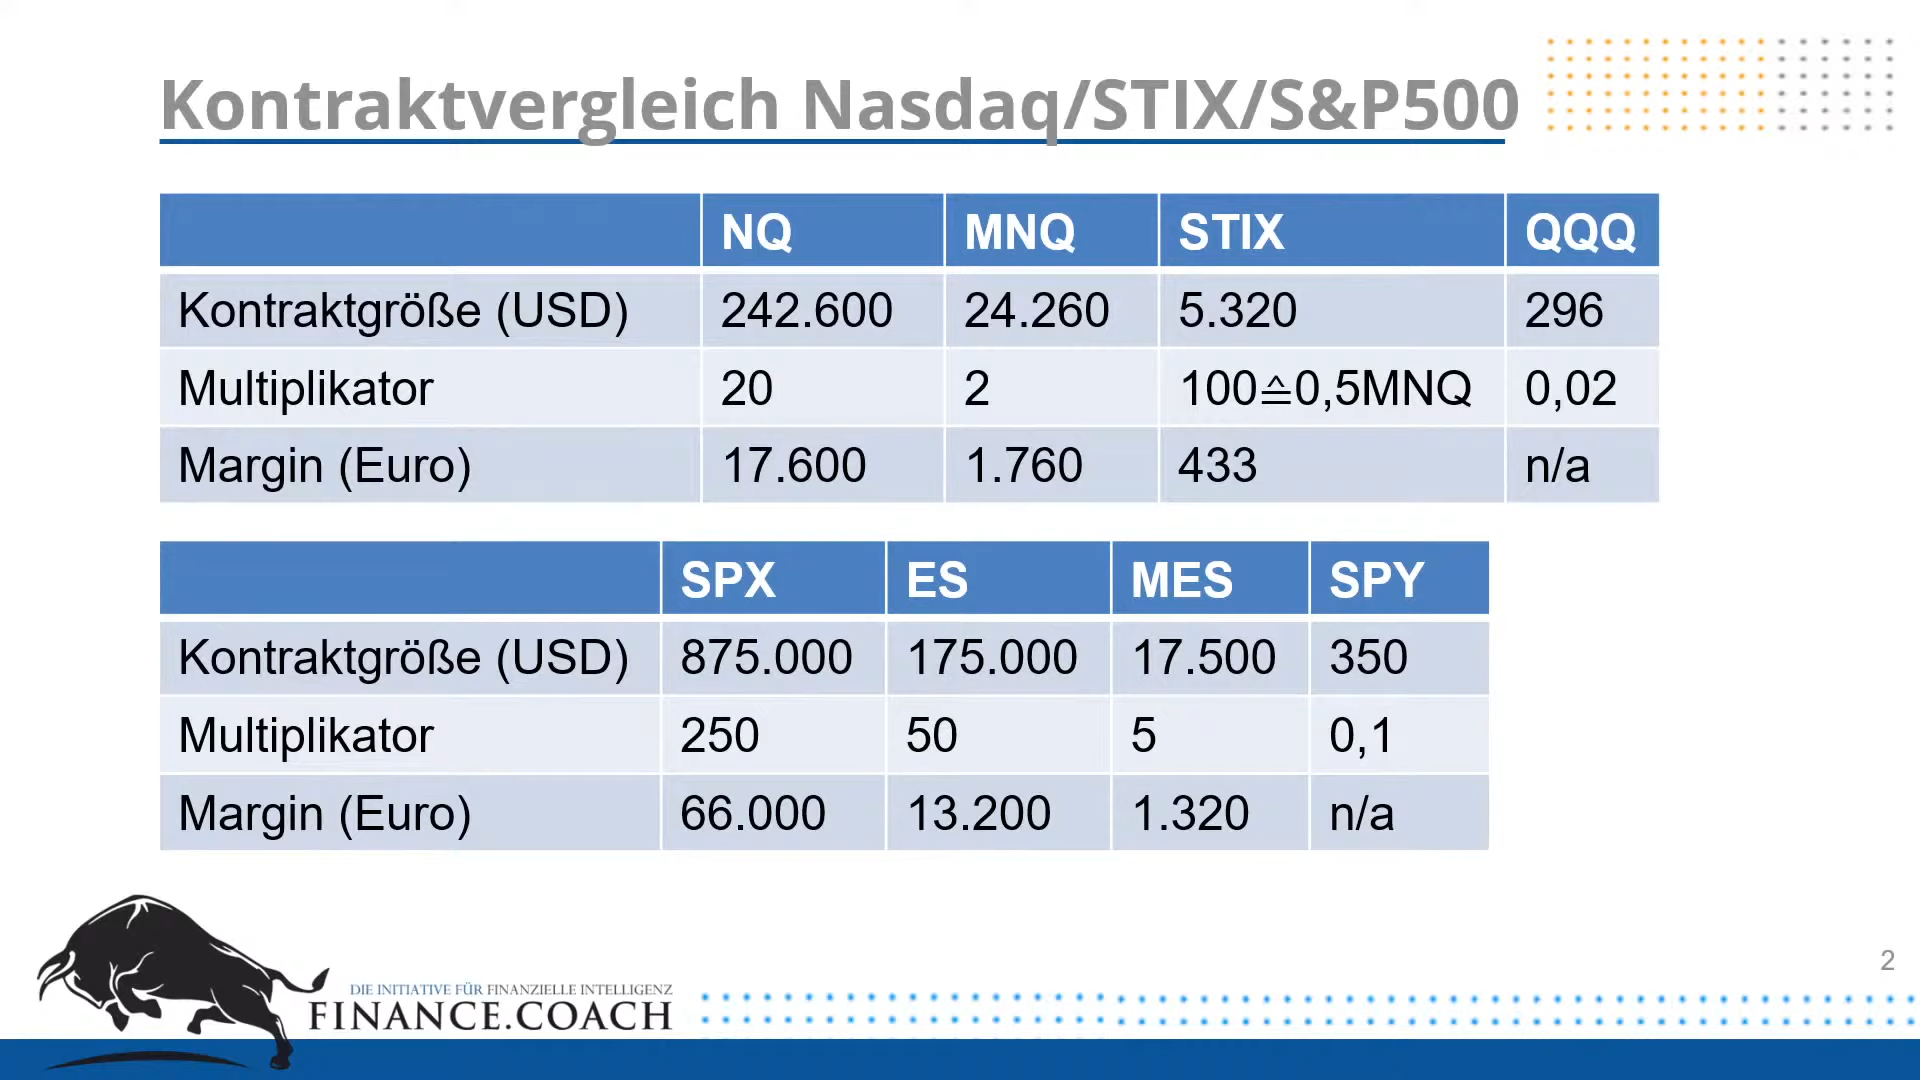 Kontraktvergleich Nasdaq/STIX/S&P500
NQ MNQ STIX QQQ
Kontraktgröße (USD) 242.600 24.260 5.320 296
Multiplikator 20 2 100≙0,5MNQ 0,02
Margin (Euro) 17.600 1.760 433 n/a
SPX ES MES SPY
Kontraktgröße (USD) 875.000 175.000 17.500 350
Multiplikator 250 50 5 0,1
Margin (Euro) 66.000 13.200 1.320 n/a
2
DIE INITIATIVE FÜR FINANZIELLE INTELLIGENZ
FINANCE.COACH